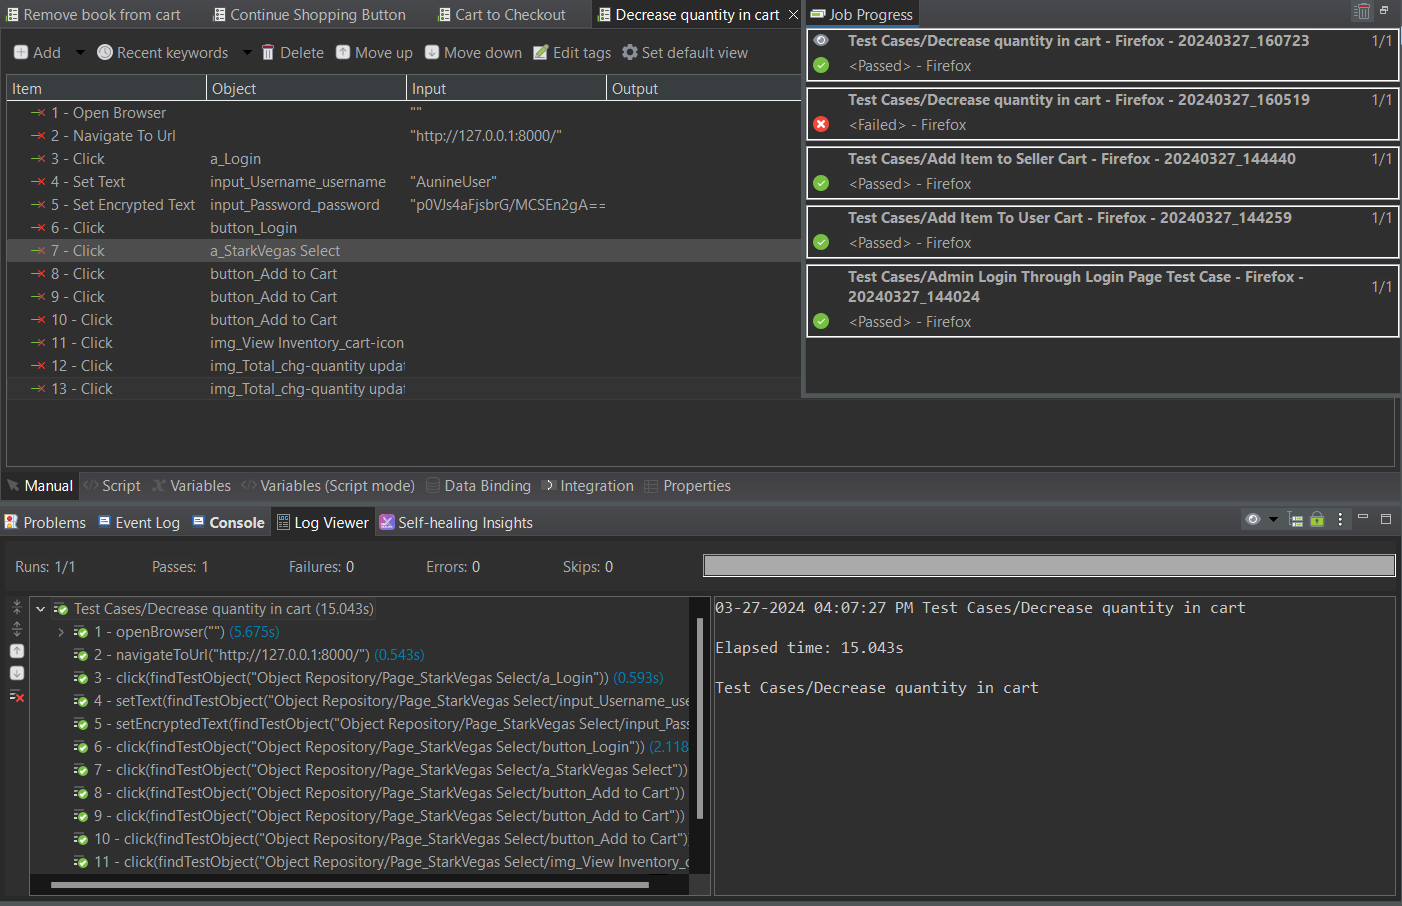 Remove book from cart
Continue Shopping Button
Cart to Checkout
Decrease quantity in cart
Job Progress
Add
Recent keywords
Delete
Move up
Move down
Edit tags
Set default view
Item Object Input Output
1 - Open Browser ""
2 - Navigate To Url "http://127.0.0.1:8000/"
3 - Click a_Login
4 - Set Text input_Username_username "AunineUser"
5 - Set Encrypted Text input_Password_password "p0VJs4aFjsbrG/MCSEn2gA==
6 - Click button_Login
7 - Click a_StarkVegas Select
8 - Click button_Add to Cart
9 - Click button_Add to Cart
10 - Click button_Add to Cart
11 - Click img_View Inventory_cart-icon
12 - Click img_Total_chg-quantity updat
13 - Click img_Total_chg-quantity updat
Test Cases/Decrease quantity in cart - Firefox - 20240327_160723 1/1
<Passed> - Firefox
Test Cases/Decrease quantity in cart - Firefox - 20240327_160519 1/1
<Failed> - Firefox
Test Cases/Add Item to Seller Cart - Firefox - 20240327_144440 1/1
<Passed> - Firefox
Test Cases/Add Item To User Cart - Firefox - 20240327_144259 1/1
<Passed> - Firefox
Test Cases/Admin Login Through Login Page Test Case - Firefox -
20240327_144024 1/1
<Passed> - Firefox
Manual Script Variables Variables (Script mode) Data Binding Integration Properties
Problems Event Log Console Log Viewer Self-healing Insights
Runs: 1/1 Passes: 1 Failures: 0 Errors: 0 Skips: 0
Test Cases/Decrease quantity in cart (15.043s)
1 - openBrowser("") (5.675s)
2 - navigateToUrl("http://127.0.0.1:8000/") (0.543s)
3 - click(findTestObject("Object Repository/Page_StarkVegas Select/a_Login")) (0.593s)
4 - setText(findTestObject("Object Repository/Page_StarkVegas Select/input_Username_use
5 - setEncryptedText(findTestObject("Object Repository/Page_StarkVegas Select/input_Pas
6 - click(findTestObject("Object Repository/Page_StarkVegas Select/button_Login")) (2.118
7 - click(findTestObject("Object Repository/Page_StarkVegas Select/a_StarkVegas Select"))
8 - click(findTestObject("Object Repository/Page_StarkVegas Select/button_Add to Cart"))
9 - click(findTestObject("Object Repository/Page_StarkVegas Select/button_Add to Cart"))
10 - click(findTestObject("Object Repository/Page_StarkVegas Select/button_Add to Cart")
11 - click(findTestObject("Object Repository/Page_StarkVegas Select/img_View Inventory_c
03-27-2024 04:07:27 PM Test Cases/Decrease quantity in cart
Elapsed time: 15.043s
Test Cases/Decrease quantity in cart